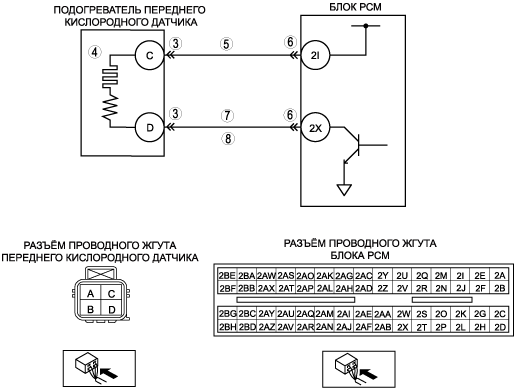 ПОДОГРЕВАТЕЛЬ ПЕРЕДНЕГО
КИСЛОРОДНОГО ДАТЧИКА
БЛОК PCM
4
C
3
5
6
2I
D
3
7
8
6
2X
РАЗЪЁМ ПРОВОДНОГО ЖГУТА
ПЕРЕДНЕГО КИСЛОРОДНОГО ДАТЧИКА
A C
B D
РАЗЪЁМ ПРОВОДНОГО ЖГУТА
БЛОКА PCM
2BE 2BA 2AW 2AS 2AO 2AK 2AG 2AC 2Y 2U 2Q 2M 2I 2E 2A
2BF 2BB 2AX 2AT 2AP 2AL 2AH 2AD 2Z 2V 2R 2N 2J 2F 2B
2BG 2BC 2AY 2AU 2AQ 2AM 2AI 2AE 2AA 2W 2S 2O 2K 2G 2C
2BH 2BD 2AZ 2AV 2AR 2AN 2AJ 2AF 2AB 2X 2T 2P 2L 2H 2D